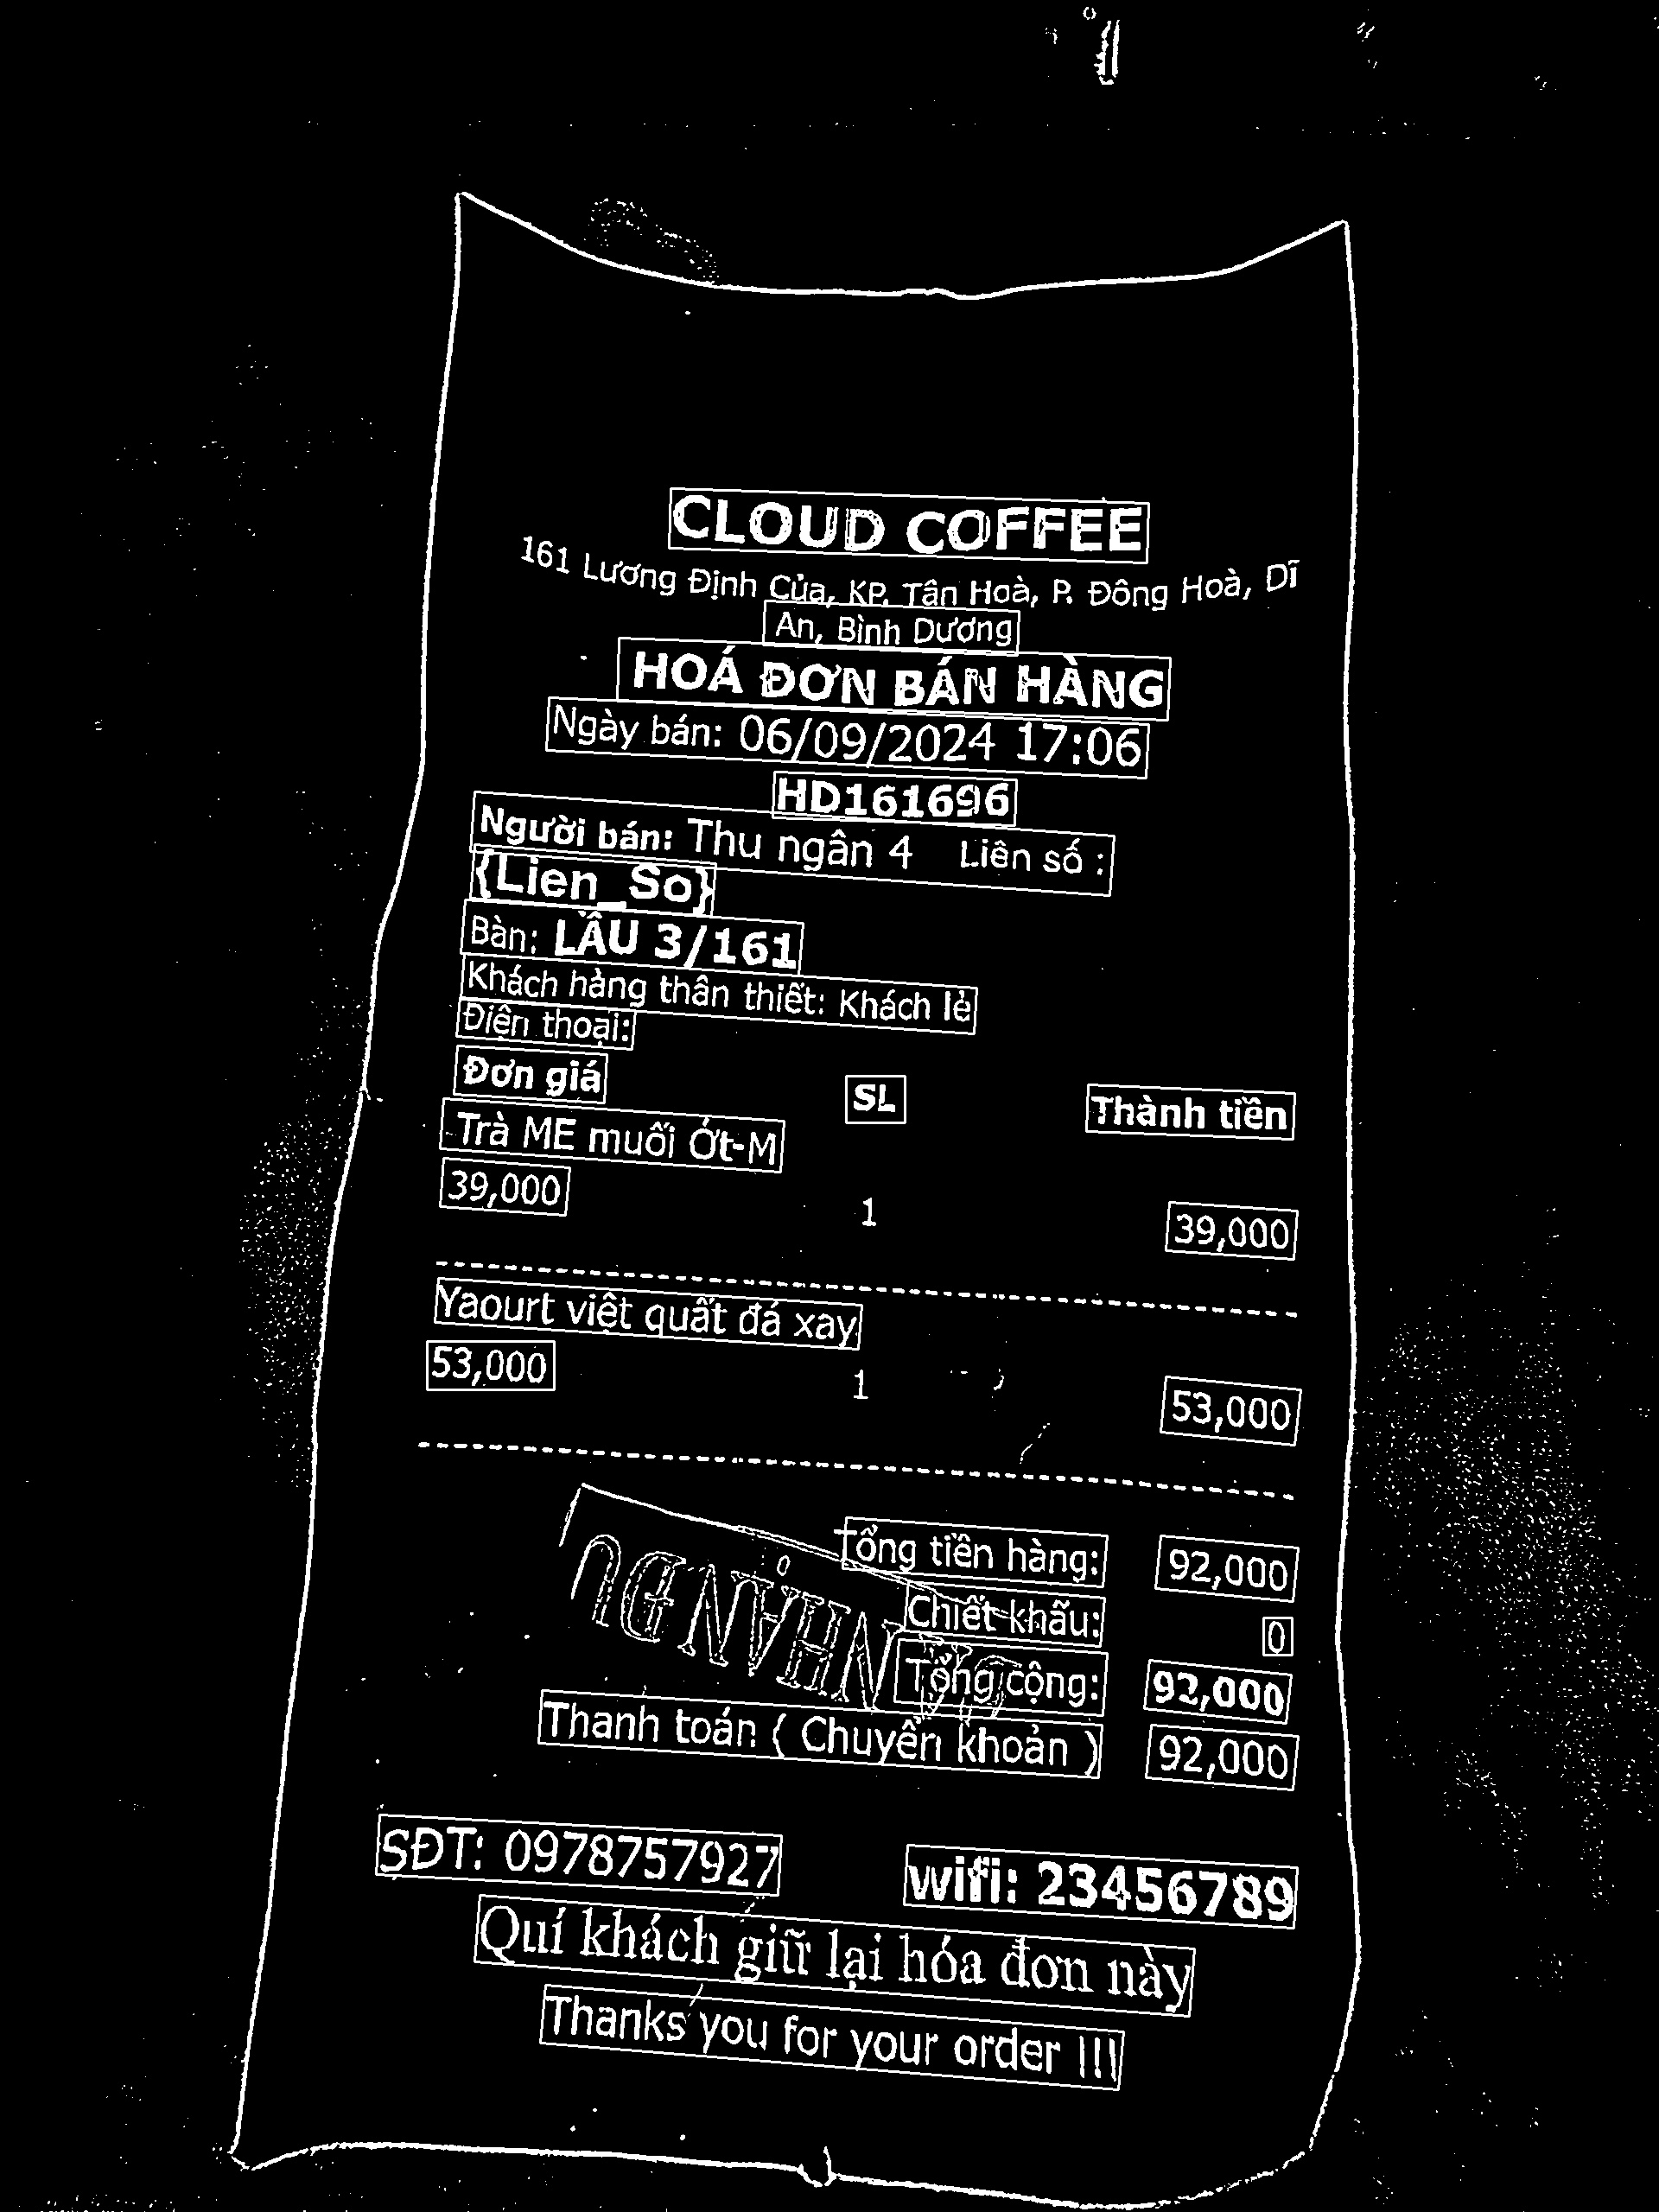 CLOUD COFFEE
161 Lương Định Của, KP. Tân Hoà, P. Đông Hoà, Dĩ
An, Bình Dương
HOÁ ĐƠN BÁN HÀNG
Ngày bán: 06/09/2024 17:06
HD161696
Người bán: Thu ngân 4 Liên số :
{Lien_So}
Bàn: LẦU 3/161
Khách hàng thân thiết: Khách lẻ
Điện thoại:
Đơn giá SL Thành tiền
Trà ME muối Ớt-M
39,000 1 39,000
Yaourt việt quất đá xay
53,000 1 53,000
Tổng tiền hàng: 92,000
Chiết khấu: 0
Tổng cộng: 92,000
Thanh toán ( Chuyển khoản ) 92,000
SĐT: 0978757927 wifi: 23456789
Quí khách giữ lại hóa đơn này
Thanks you for your order !!!